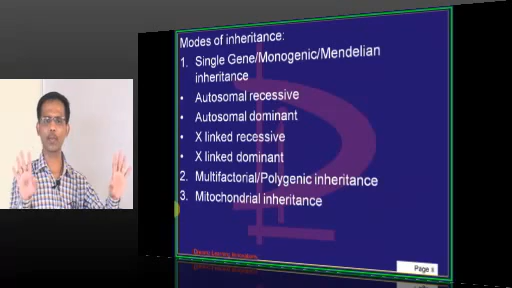 Modes of inheritance:
1. Single Gene/Monogenic/Mendelian
inheritance
• Autosomal recessive
• Autosomal dominant
• X linked recessive
• X linked dominant
2. Multifactorial/Polygenic inheritance
3. Mitochondrial inheritance
Page 8